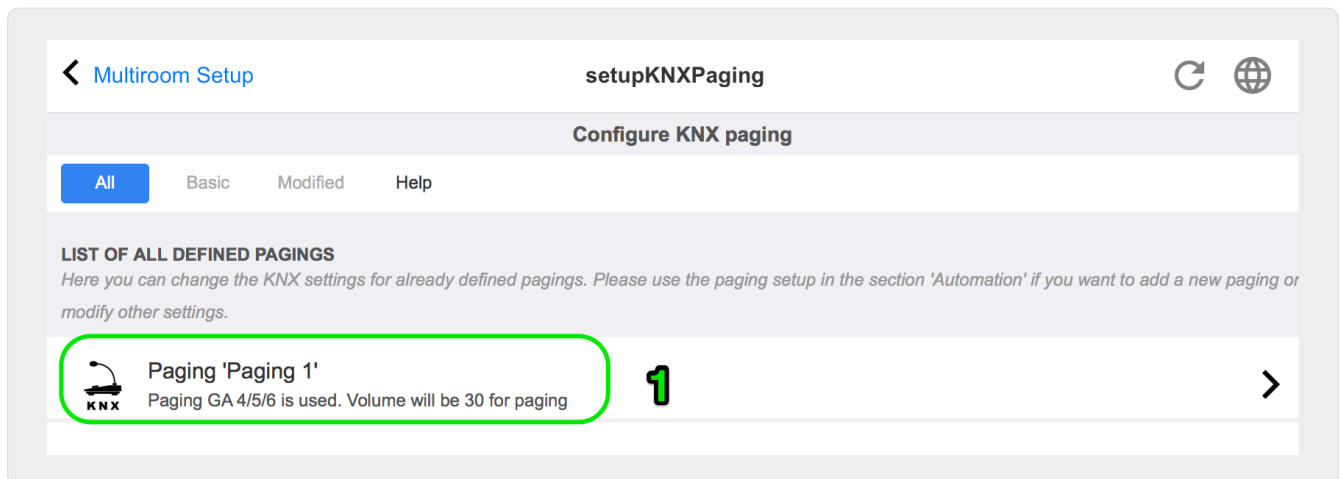 Multiroom Setup
setupKNXPaging
Configure KNX paging
All
Basic
Modified
Help
LIST OF ALL DEFINED PAGINGS
Here you can change the KNX settings for already defined pagings. Please use the paging setup in the section 'Automation' if you want to add a new paging or
modify other settings.
Paging 'Paging 1'
KNX
Paging GA 4/5/6 is used. Volume will be 30 for paging
1